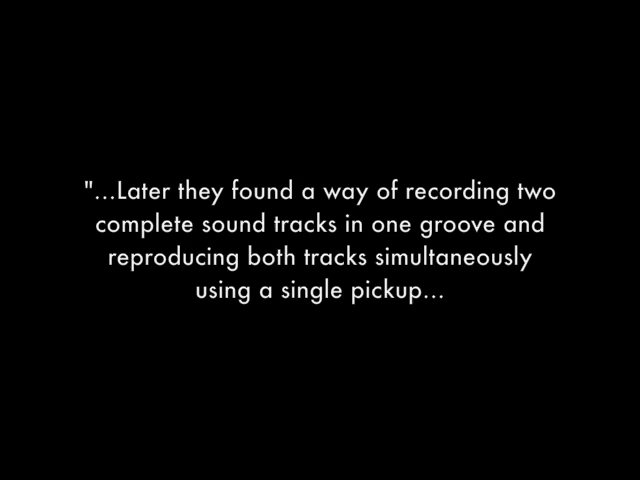 "...Later they found a way of recording two
complete sound tracks in one groove and
reproducing both tracks simultaneously
using a single pickup...